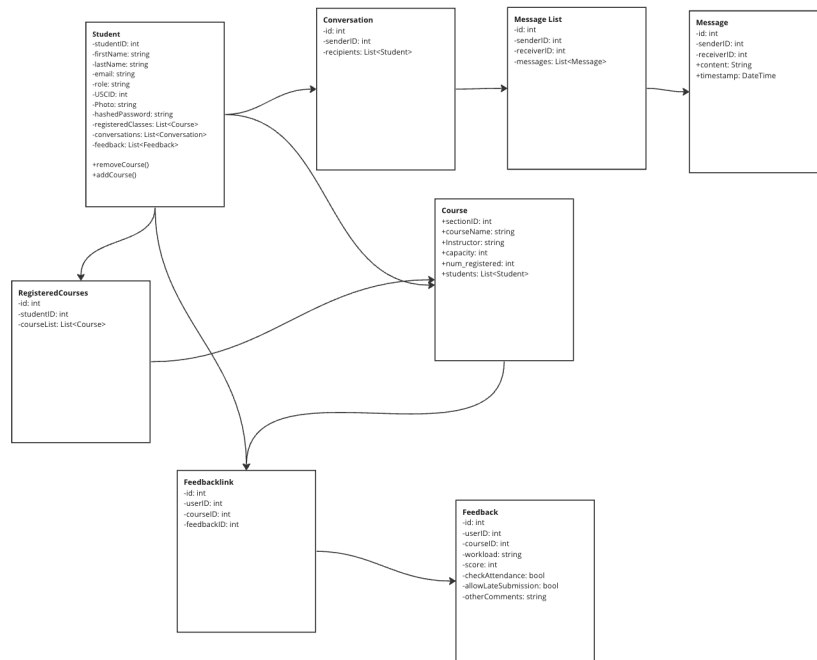 Student
-studentID: int
-firstName: string
-lastName: string
-email: string
-role: string
-USCID: int
-Photo: string
-hashedPassword: string
-registeredClasses: List<Course>
-conversations: List<Conversation>
-feedback: List<Feedback>
+removeCourse()
+addCourse()
Conversation
-id: int
-senderID: int
-recipients: List<Student>
Message List
-id: int
-senderID: int
-receiverID: int
-messages: List<Message>
Message
-id: int
-senderID: int
-receiverID: int
+content: String
+timestamp: DateTime
Course
+sectionID: int
+courseName: string
+Instructor: string
+capacity: int
+num_registered: int
+students: List<Student>
RegisteredCourses
-id: int
-studentID: int
-courseList: List<Course>
Feedbacklink
-id: int
-userID: int
-courseID: int
-feedbackID: int
Feedback
-id: int
-userID: int
-courseID: int
-workload: string
-score: int
-checkAttendance: bool
-allowLateSubmission: bool
-otherComments: string